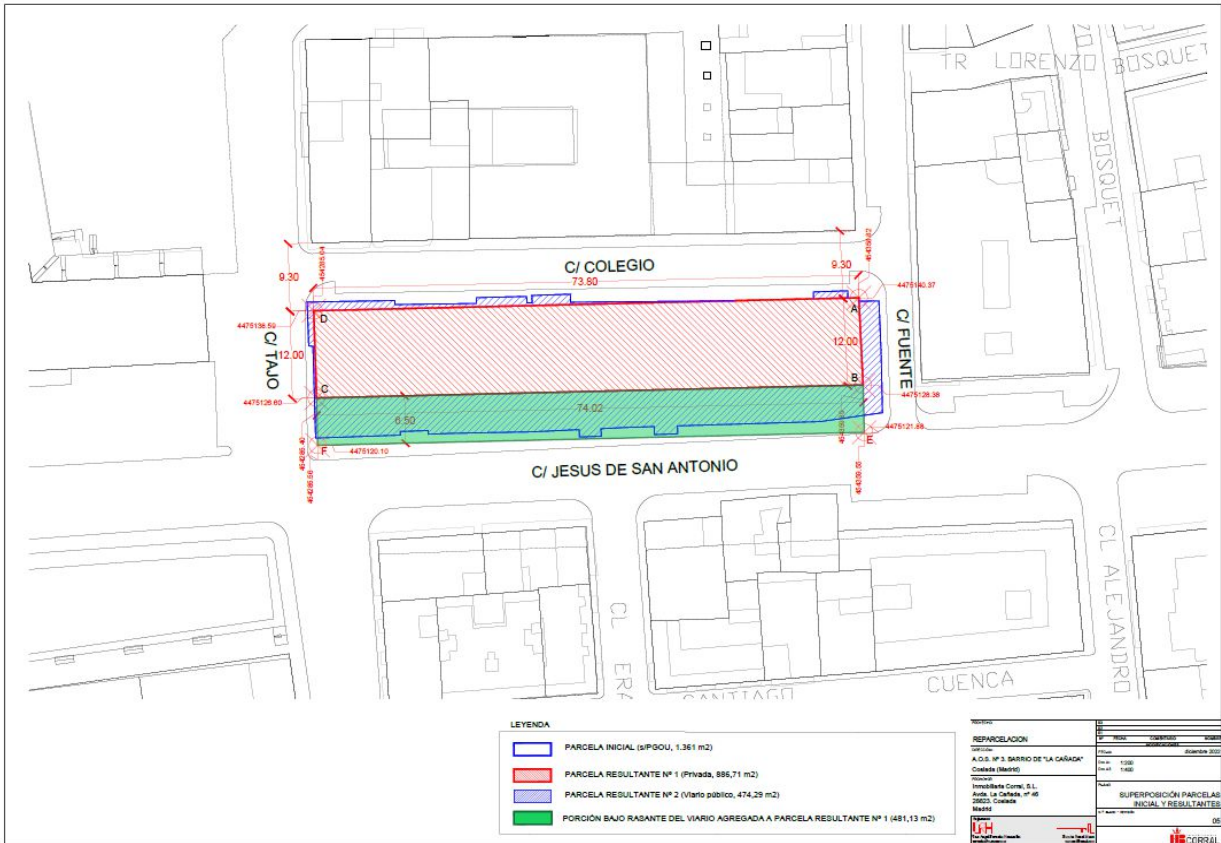 TR LORENZO BOSQUET
BOSQUET
C/ COLEGIO
73.80
9.30
9.30
4475140.37
4475138.59
D
A
C/ TAJO
12.00
12.00
C/ FUENTE
C
B
4475126.60
4475128.38
74.02
6.50
4475121.88
E
F
4475120.10
C/ JESUS DE SAN ANTONIO
CL ERA
SANTIAGO
CUENCA
CL ALEJANDRO
LEYENDA
PARCELA INICIAL (s/PGOU, 1.361 m2)
PARCELA RESULTANTE Nº 1 (Privada, 886,71 m2)
PARCELA RESULTANTE Nº 2 (Viario público, 474,29 m2)
PORCIÓN BAJO RASANTE DEL VIARIO AGREGADA A PARCELA RESULTANTE Nº 1 (481,13 m2)
REPARCELACION
A.O.S. Nº 3. BARRIO DE "LA CAÑADA"
Coslada (Madrid)
Inmobiliaria Corral, S.L.
Avda. La Cañada, nº 46
28823. Coslada
Madrid
diciembre 2022
1/200
1/400
SUPERPOSICIÓN PARCELAS
INICIAL Y RESULTANTES
05
CORRAL